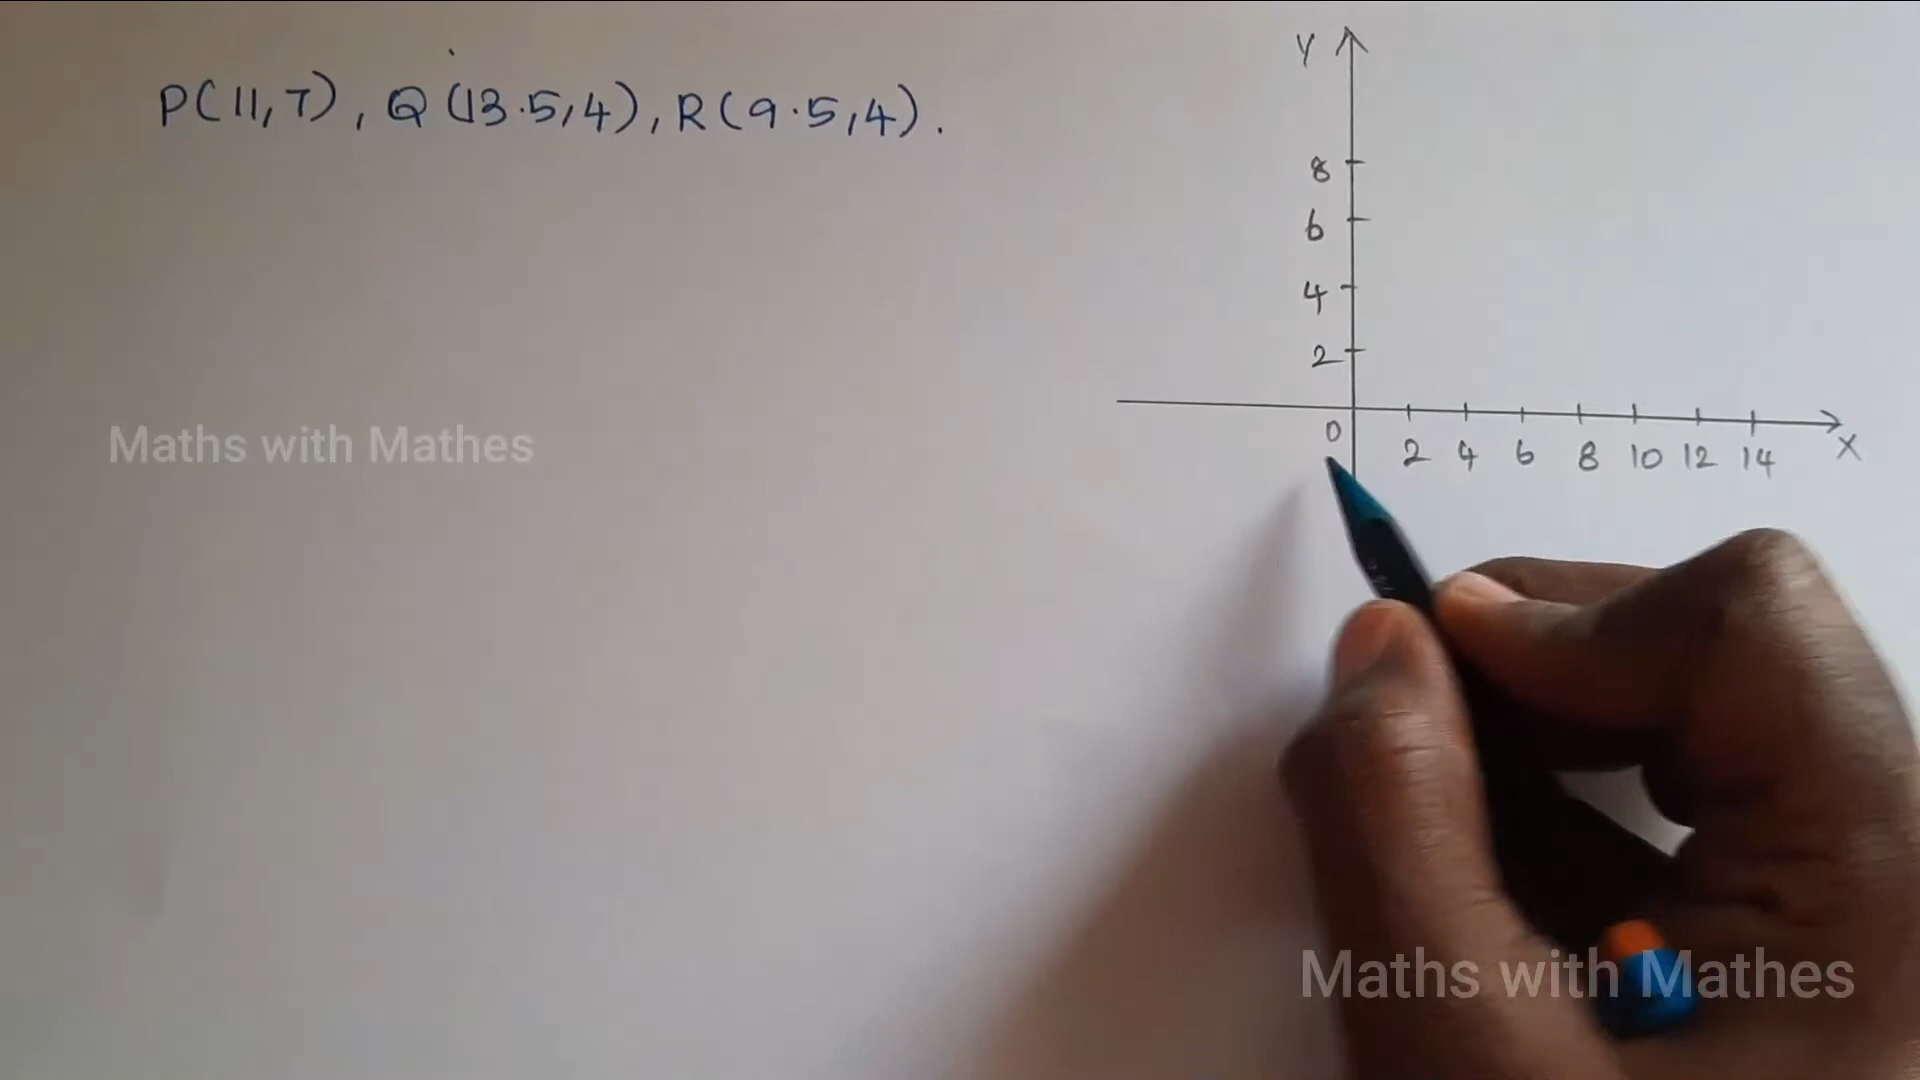 P(11,7), Q(13.5,4), R(9.5,4).
Y
8
6
4
2
0
2 4 6 8 10 12 14 X
Maths with Mathes
Maths with Mathes